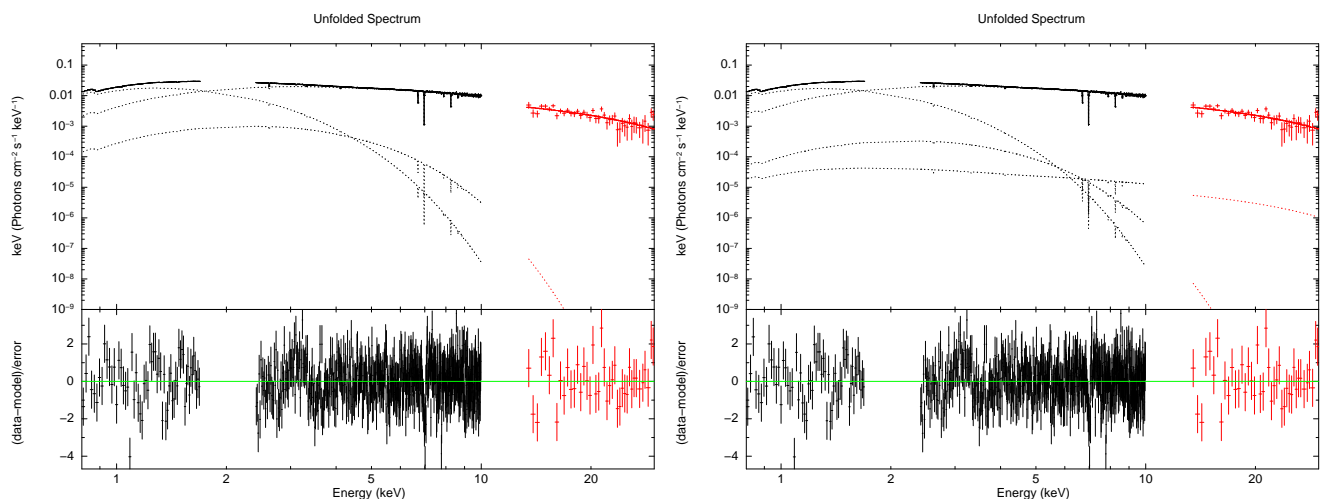 Unfolded Spectrum
keV (Photons cm⁻² s⁻¹ keV⁻¹)
0.1
0.01
10⁻³
10⁻⁴
10⁻⁵
10⁻⁶
10⁻⁷
10⁻⁸
10⁻⁹
(data−model)/error
2
0
−2
−4
1 2 5 10 20
Energy (keV)
Unfolded Spectrum
keV (Photons cm⁻² s⁻¹ keV⁻¹)
0.1
0.01
10⁻³
10⁻⁴
10⁻⁵
10⁻⁶
10⁻⁷
10⁻⁸
10⁻⁹
(data−model)/error
2
0
−2
−4
1 2 5 10 20
Energy (keV)